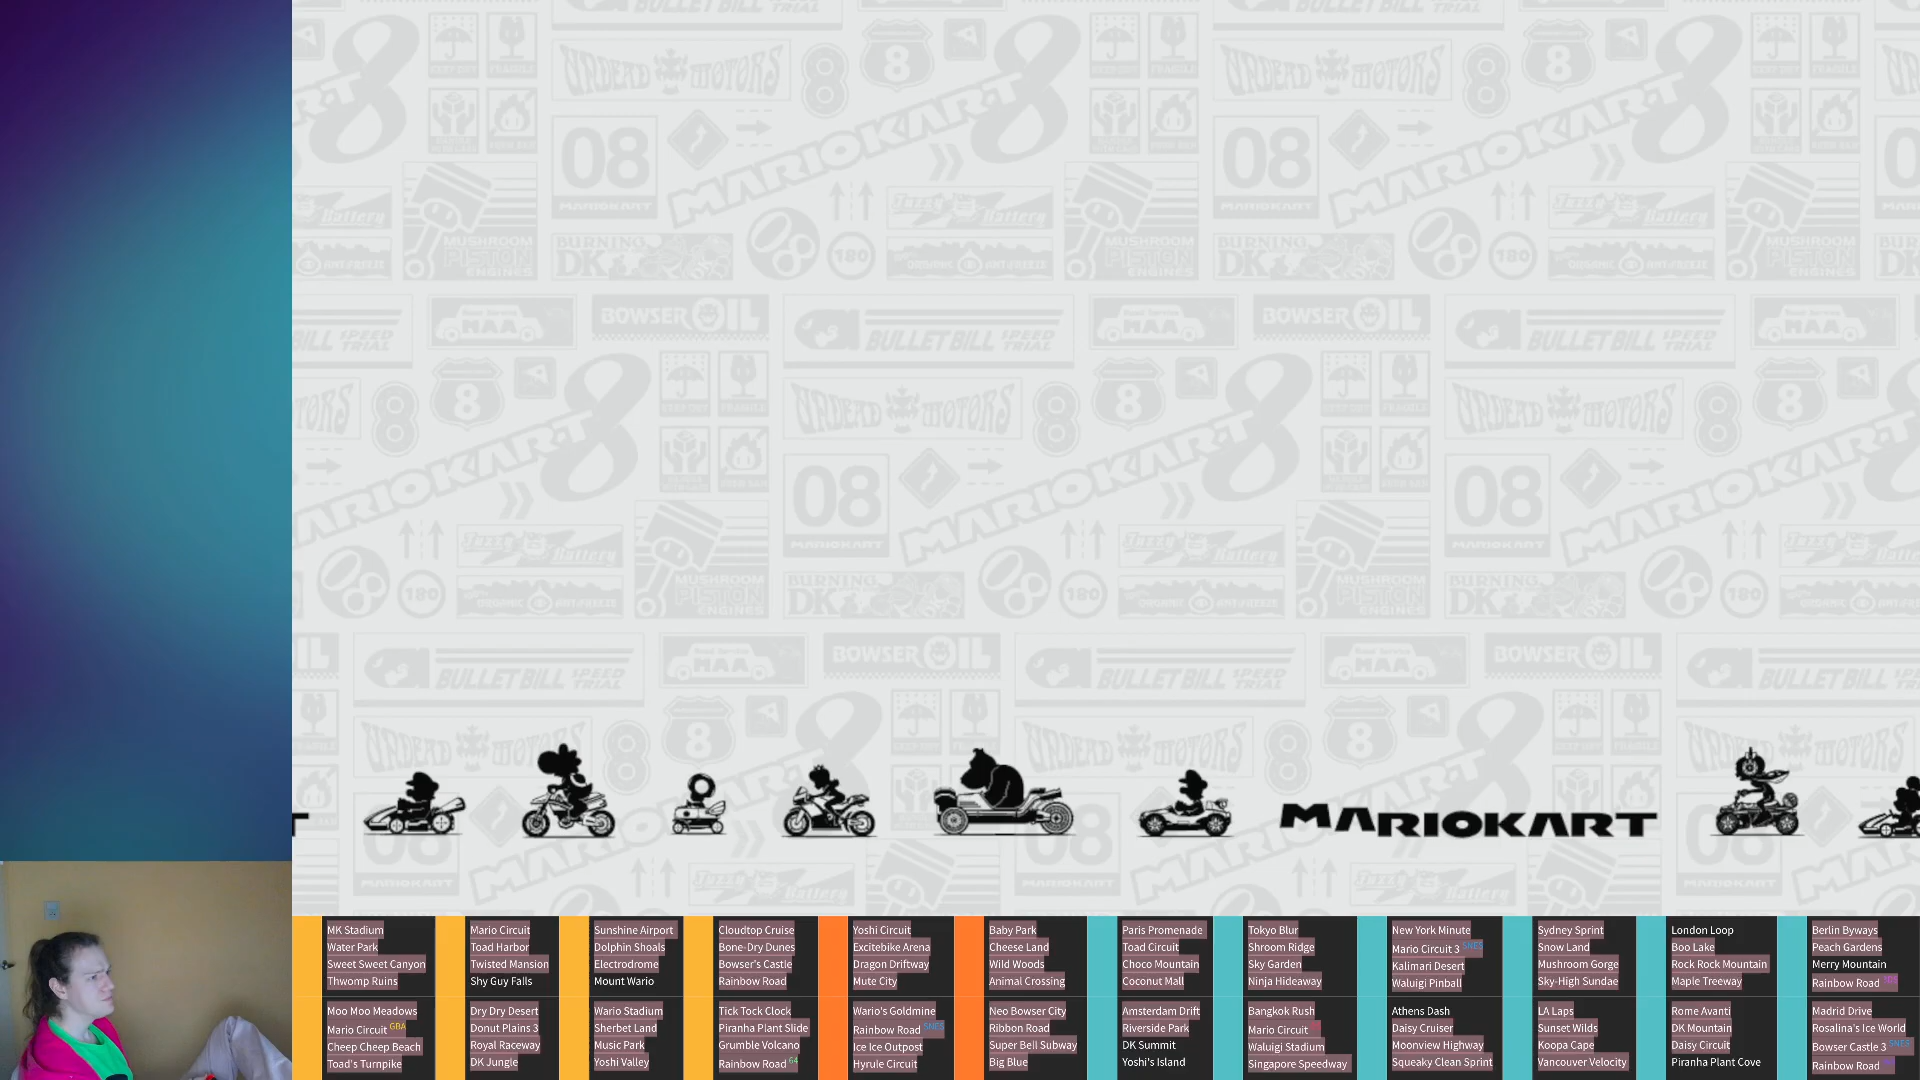 MARIOKART
MK Stadium
Water Park
Sweet Sweet Canyon
Thwomp Ruins
Mario Circuit
Toad Harbor
Twisted Mansion
Shy Guy Falls
Sunshine Airport
Dolphin Shoals
Electrodrome
Mount Wario
Cloudtop Cruise
Bone-Dry Dunes
Bowser's Castle
Rainbow Road
Yoshi Circuit
Excitebike Arena
Dragon Driftway
Mute City
Baby Park
Cheese Land
Wild Woods
Animal Crossing
Paris Promenade
Toad Circuit
Choco Mountain
Coconut Mall
Tokyo Blur
Shroom Ridge
Sky Garden
Ninja Hideaway
New York Minute
Mario Circuit 3 SNES
Kalimari Desert
Waluigi Pinball
Sydney Sprint
Snow Land
Mushroom Gorge
Sky-High Sundae
London Loop
Boo Lake
Rock Rock Mountain
Maple Treeway
Berlin Byways
Peach Gardens
Merry Mountain
Rainbow Road 3DS
Moo Moo Meadows
Mario Circuit GBA
Cheep Cheep Beach
Toad's Turnpike
Dry Dry Desert
Donut Plains 3
Royal Raceway
DK Jungle
Wario Stadium
Sherbet Land
Music Park
Yoshi Valley
Tick Tock Clock
Piranha Plant Slide
Grumble Volcano
Rainbow Road 64
Wario's Goldmine
Rainbow Road SNES
Ice Ice Outpost
Hyrule Circuit
Neo Bowser City
Ribbon Road
Super Bell Subway
Big Blue
Amsterdam Drift
Riverside Park
DK Summit
Yoshi's Island
Bangkok Rush
Mario Circuit
Waluigi Stadium
Singapore Speedway
Athens Dash
Daisy Cruiser
Moonview Highway
Squeaky Clean Sprint
LA Laps
Sunset Wilds
Koopa Cape
Vancouver Velocity
Rome Avanti
DK Mountain
Daisy Circuit
Piranha Plant Cove
Madrid Drive
Rosalina's Ice World
Bowser Castle 3 SNES
Rainbow Road